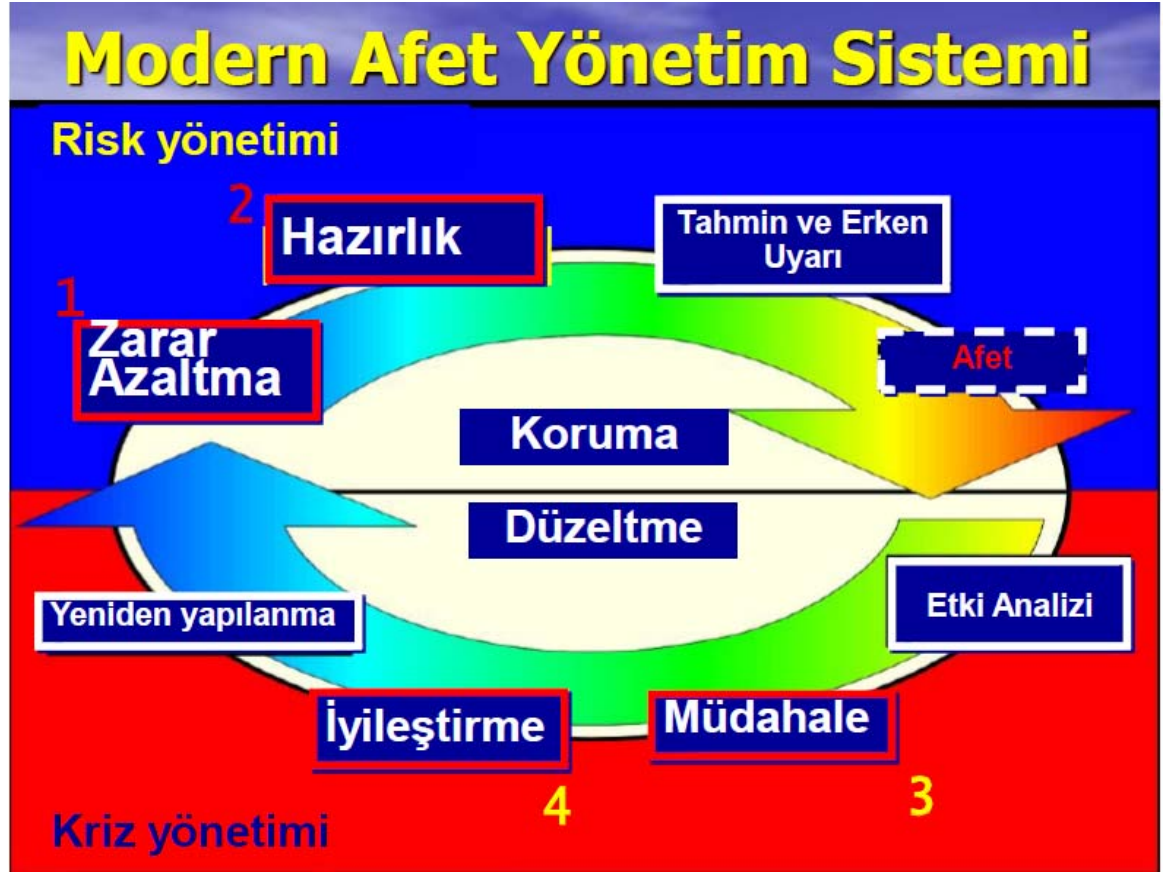 Modern Afet Yönetim Sistemi
Risk yönetimi
2
Hazırlık
Tahmin ve Erken
Uyarı
1
Zarar
Azaltma
Afet
Koruma
Düzeltme
Yeniden yapılanma
Etki Analizi
İyileştirme
Müdahale
4
3
Kriz yönetimi